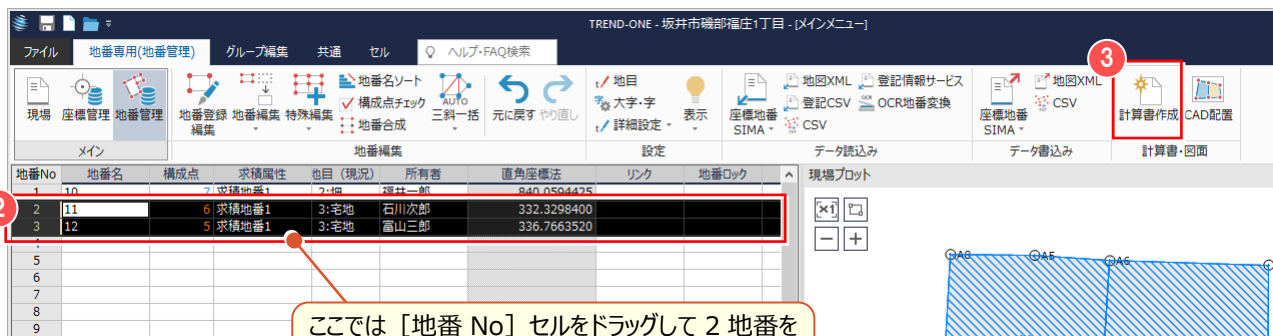 TREND-ONE - 坂井市磯部福庄1丁目 - [メインメニュー]
ファイル 地番専用(地番管理) グループ編集 共通 セル ヘルプ・FAQ検索
3
現場 座標管理 地番管理 地番登録編集 地番編集 特殊編集 地番名ソート 構成点チェック 地番合成 AUTO 三斜一括 元に戻す やり直し 地目 大字・字 詳細設定 表示 座標地番 SIMA 地図XML 登記CSV CSV 登記情報サービス OCR地番変換 座標地番 SIMA 地図XML CSV 計算書作成 CAD配置
メイン 地番編集 設定 データ読込み データ書込み 計算書・図面
地番No 地番名 構成点 求積属性 地目（現況） 所有者 直角座標法 リンク 地番ロック 現場プロット
1 10 7 求積地番1 2:畑 福井一郎 840.0594425
2
2 11 6 求積地番1 3:宅地 石川次郎 332.3298400
3 12 5 求積地番1 3:宅地 富山三郎 336.7663520
4
5
6
7
8
9
×1
A8 A5 A6
ここでは［地番 No］セルをドラッグして 2 地番を